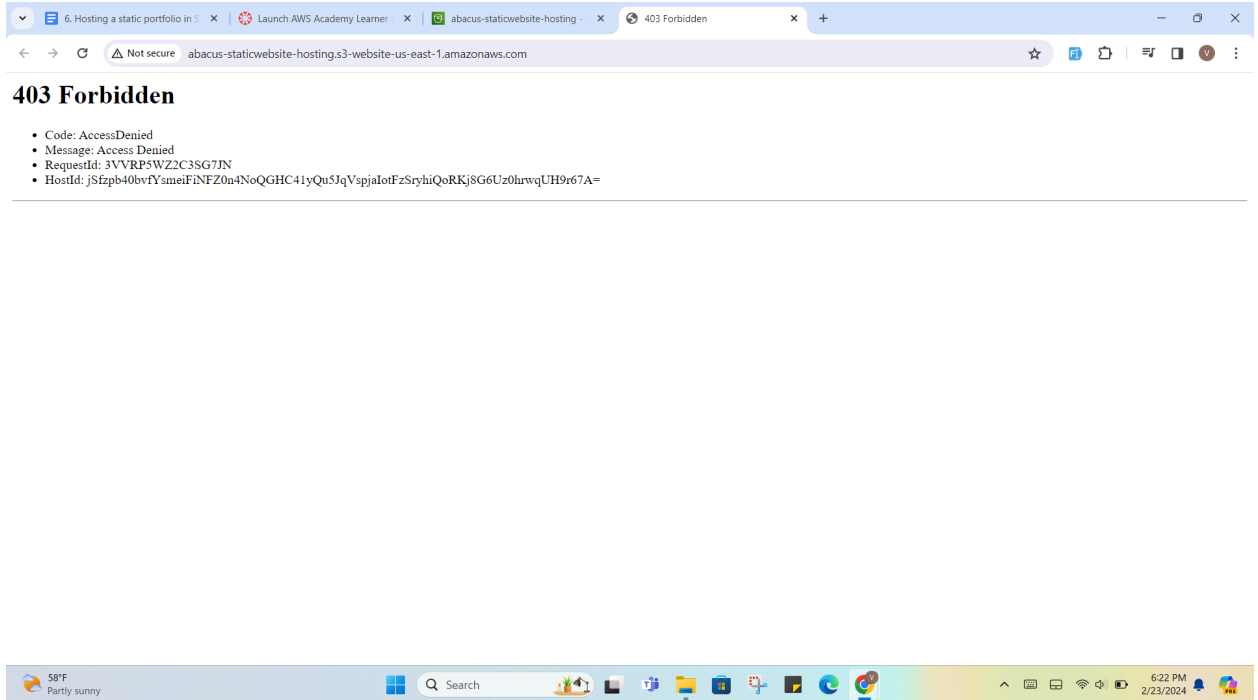 6. Hosting a static portfolio in S
Launch AWS Academy Learner
abacus-staticwebsite-hosting -
403 Forbidden
Not secure
abacus-staticwebsite-hosting.s3-website-us-east-1.amazonaws.com
V
403 Forbidden
• Code: AccessDenied
• Message: Access Denied
• RequestId: 3VVRP5WZ2C3SG7JN
• HostId: jSfzpb40bvfYsmeiFiNFZ0n4NoQGHC41yQu5JqVspjaIotFzSryhiQoRKj8G6Uz0hrwqUH9r67A=
58°F
Partly sunny
Search
6:22 PM
2/23/2024